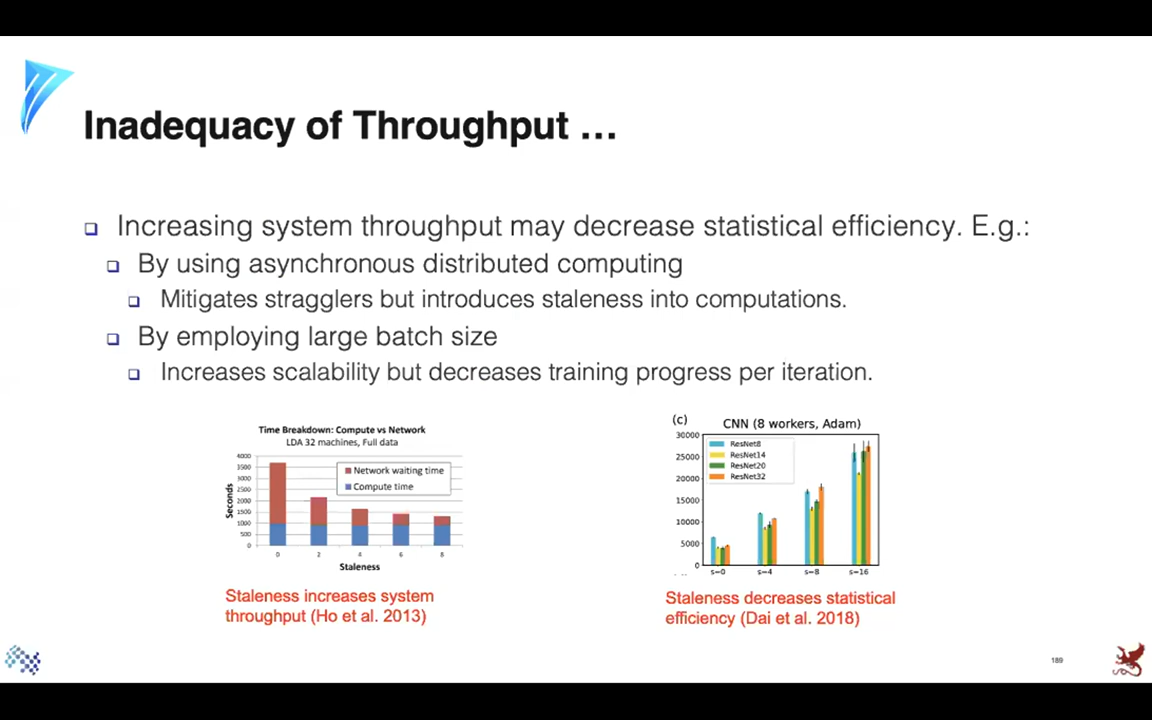 Inadequacy of Throughput ...
Increasing system throughput may decrease statistical efficiency. E.g.:
By using asynchronous distributed computing
Mitigates stragglers but introduces staleness into computations.
By employing large batch size
Increases scalability but decreases training progress per iteration.
Time Breakdown: Compute vs Network
LDA 32 machines, Full data
Seconds
4000
3500
3000
2500
2000
1500
1000
500
0
Network waiting time
Compute time
0 2 4 6 8
Staleness
Staleness increases system
throughput (Ho et al. 2013)
(c)
CNN (8 workers, Adam)
30000
25000
20000
15000
10000
5000
0
ResNet8
ResNet14
ResNet20
ResNet32
s=0 s=4 s=8 s=16
Staleness decreases statistical
efficiency (Dai et al. 2018)
189